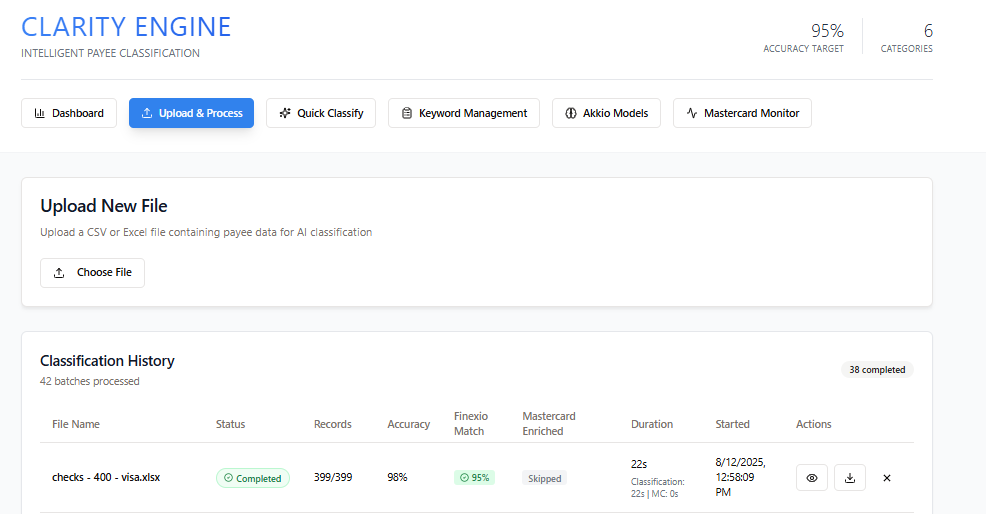 CLARITY ENGINE
INTELLIGENT PAYEE CLASSIFICATION
95%
ACCURACY TARGET
6
CATEGORIES
Dashboard
Upload & Process
Quick Classify
Keyword Management
Akkio Models
Mastercard Monitor
Upload New File
Upload a CSV or Excel file containing payee data for AI classification
Choose File
Classification History
42 batches processed
38 completed
File Name
Status
Records
Accuracy
Finexio
Match
Mastercard
Enriched
Duration
Started
Actions
checks - 400 - visa.xlsx
Completed
399/399
98%
95%
Skipped
22s
Classification:
22s | MC: 0s
8/12/2025,
12:58:09
PM